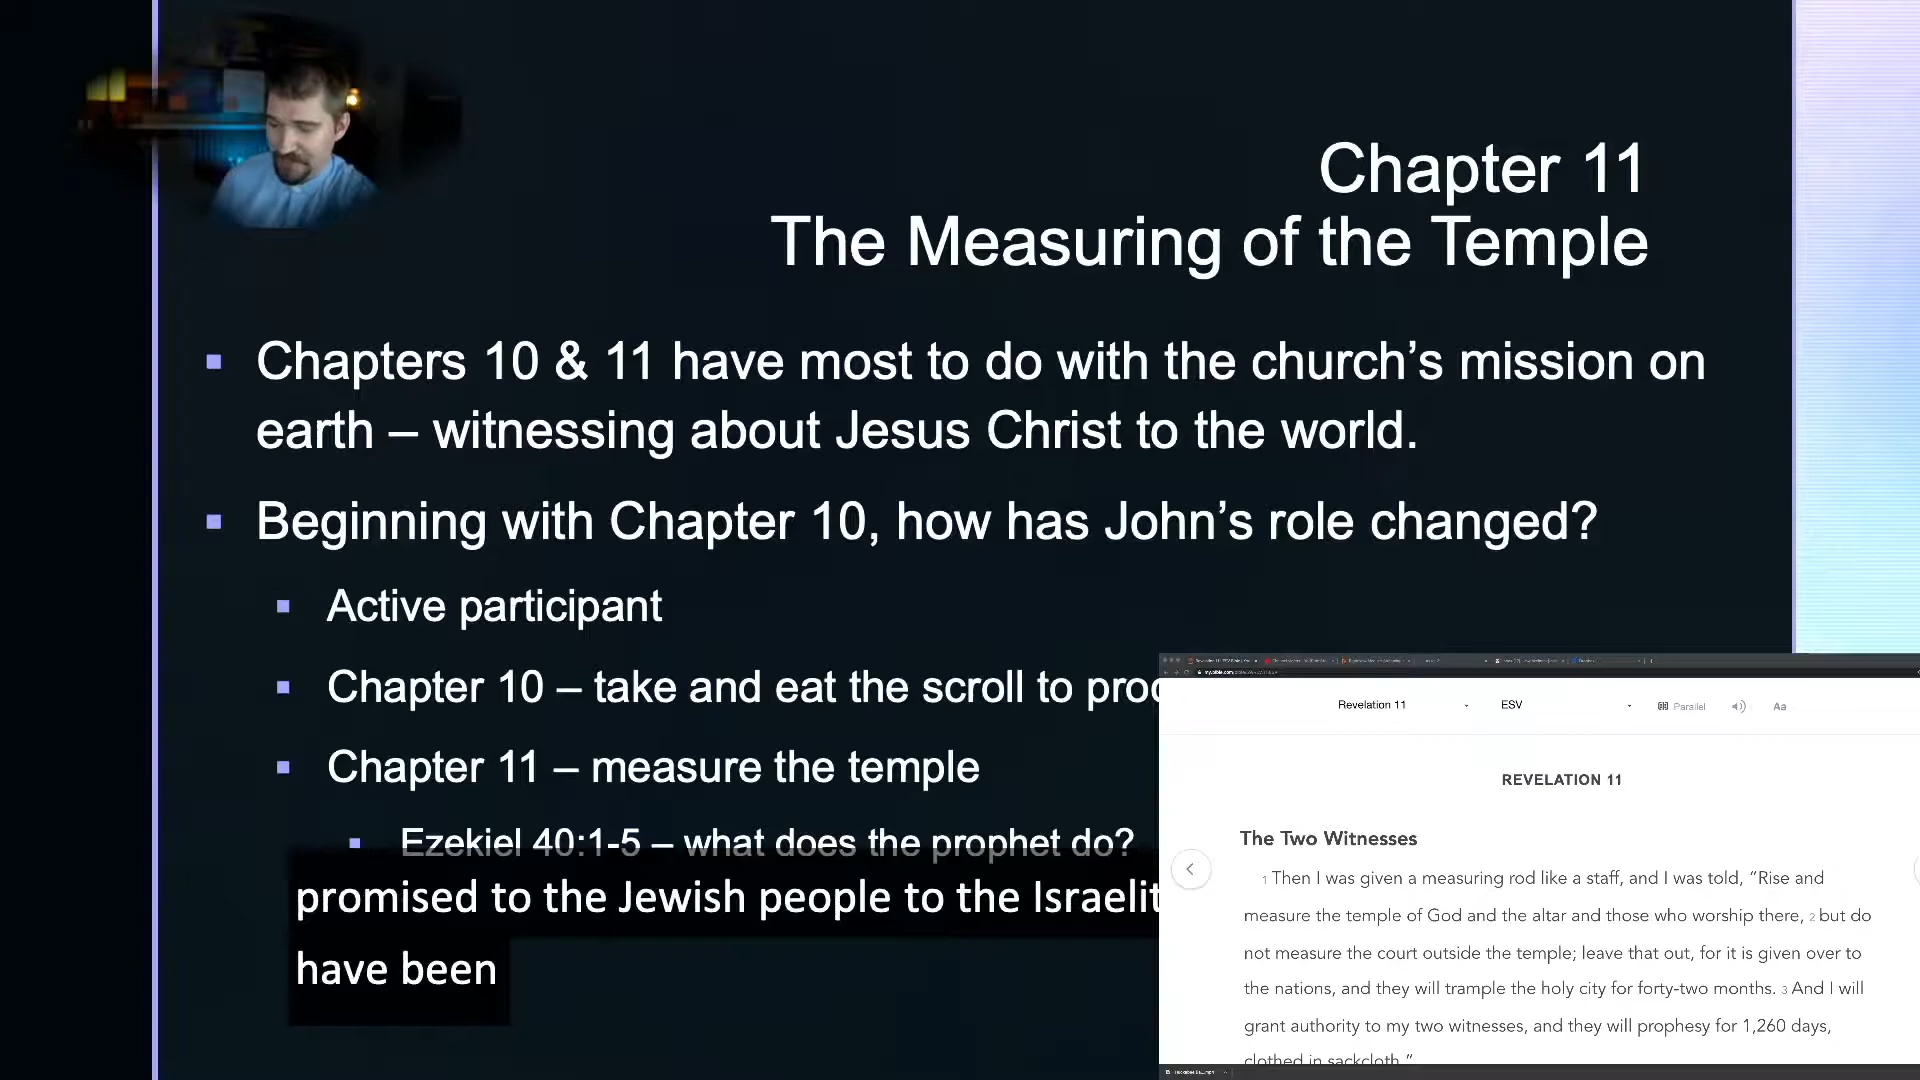 Chapter 11
The Measuring of the Temple
Chapters 10 & 11 have most to do with the church’s mission on
earth – witnessing about Jesus Christ to the world.
Beginning with Chapter 10, how has John’s role changed?
Active participant
Chapter 10 – take and eat the scroll to
Chapter 11 – measure the temple
Ezekiel 40:1-5 – what does the prophet do?
promised to the Jewish people to the
have been
Revelation 11
ESV
Parallel
Aa
REVELATION 11
The Two Witnesses
1 Then I was given a measuring rod like a staff, and I was told, “Rise and
measure the temple of God and the altar and those who worship there, 2 but do
not measure the court outside the temple; leave that out, for it is given over to
the nations, and they will trample the holy city for forty-two months. 3 And I will
grant authority to my two witnesses, and they will prophesy for 1,260 days,
clothed in sackcloth.”